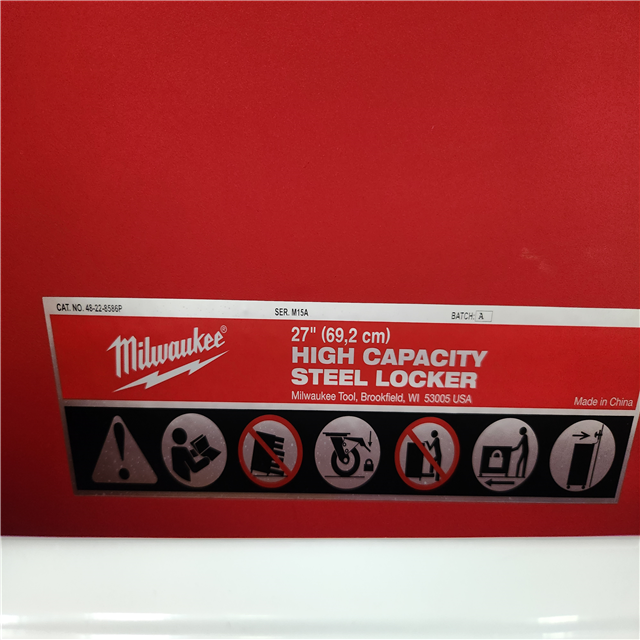 CAT. NO. 48-22-8586P SER. M15A BATCH: A
Milwaukee®
27" (69,2 cm)
HIGH CAPACITY
STEEL LOCKER
Milwaukee Tool, Brookfield, WI 53005 USA
Made in China